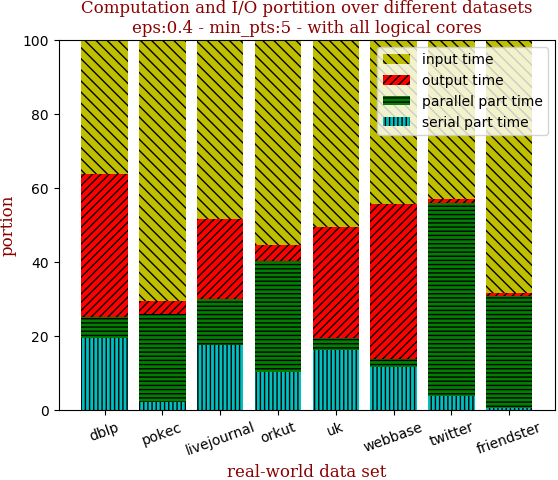 Computation and I/O portition over different datasets
eps:0.4 - min_pts:5 - with all logical cores
100
80
60
40
20
0
portion
input time
output time
parallel part time
serial part time
dblp
pokec
livejournal
orkut
uk
webbase
twitter
friendster
real-world data set